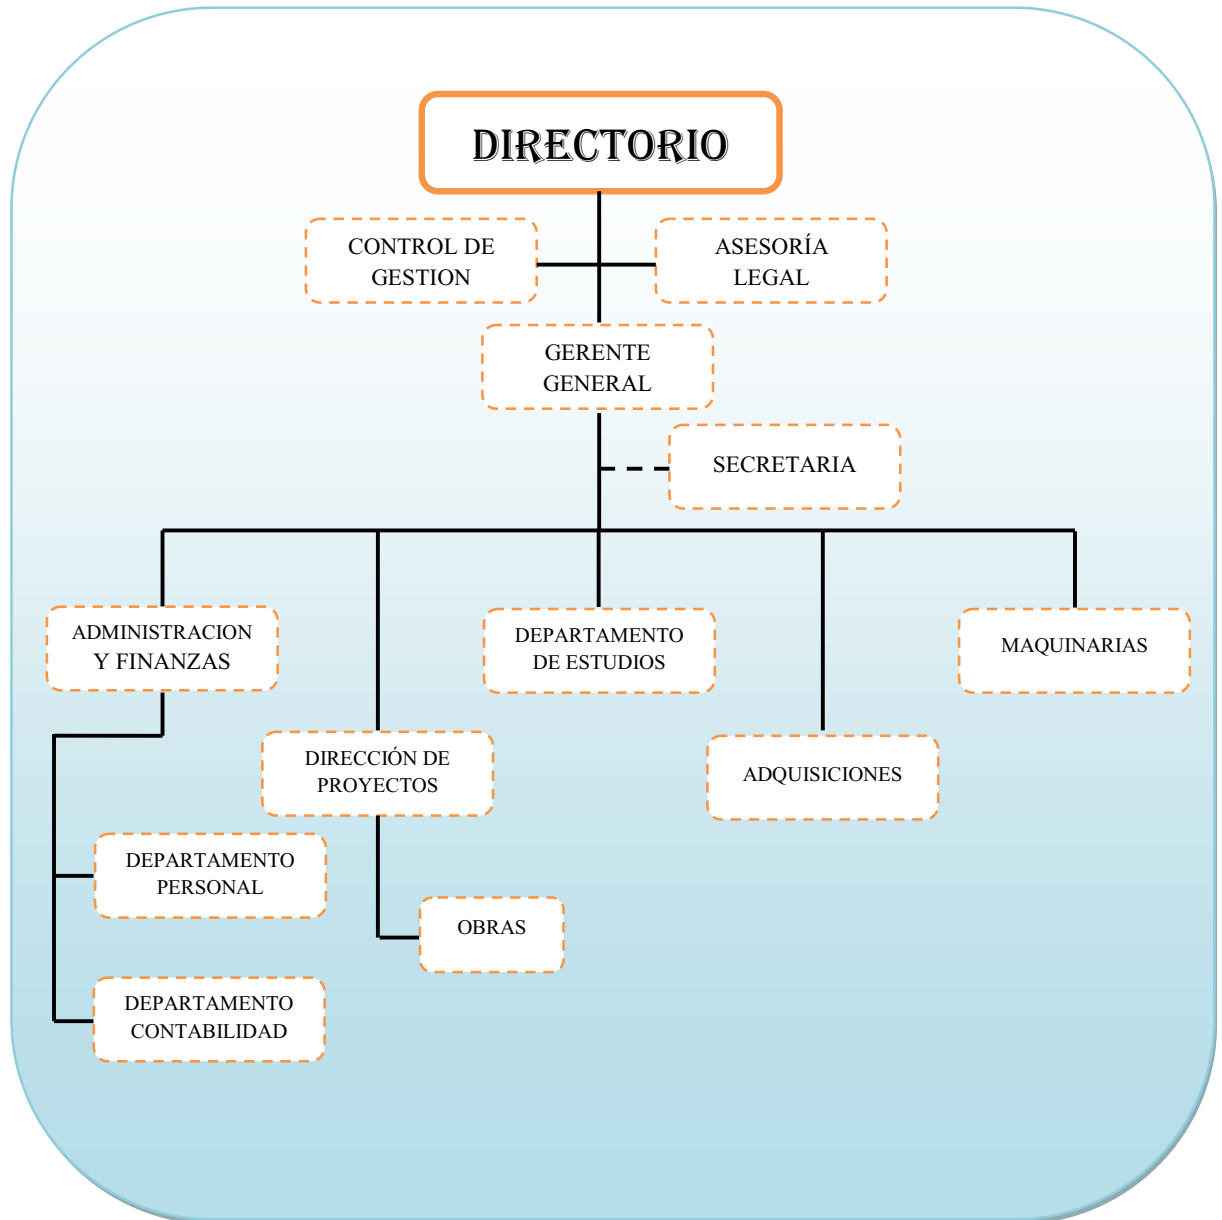 DIRECTORIO
CONTROL DE
GESTION
ASESORÍA
LEGAL
GERENTE
GENERAL
SECRETARIA
ADMINISTRACION
Y FINANZAS
DEPARTAMENTO
DE ESTUDIOS
MAQUINARIAS
DIRECCIÓN DE
PROYECTOS
ADQUISICIONES
DEPARTAMENTO
PERSONAL
OBRAS
DEPARTAMENTO
CONTABILIDAD